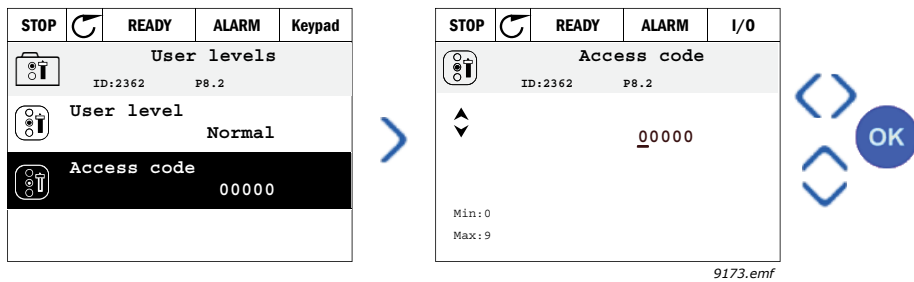 STOP READY ALARM Keypad
User levels
ID:2362 P8.2
User level
Normal
Access code
00000
STOP READY ALARM I/O
Access code
ID:2362 P8.2
00000
Min:0
Max:9
OK
9173.emf